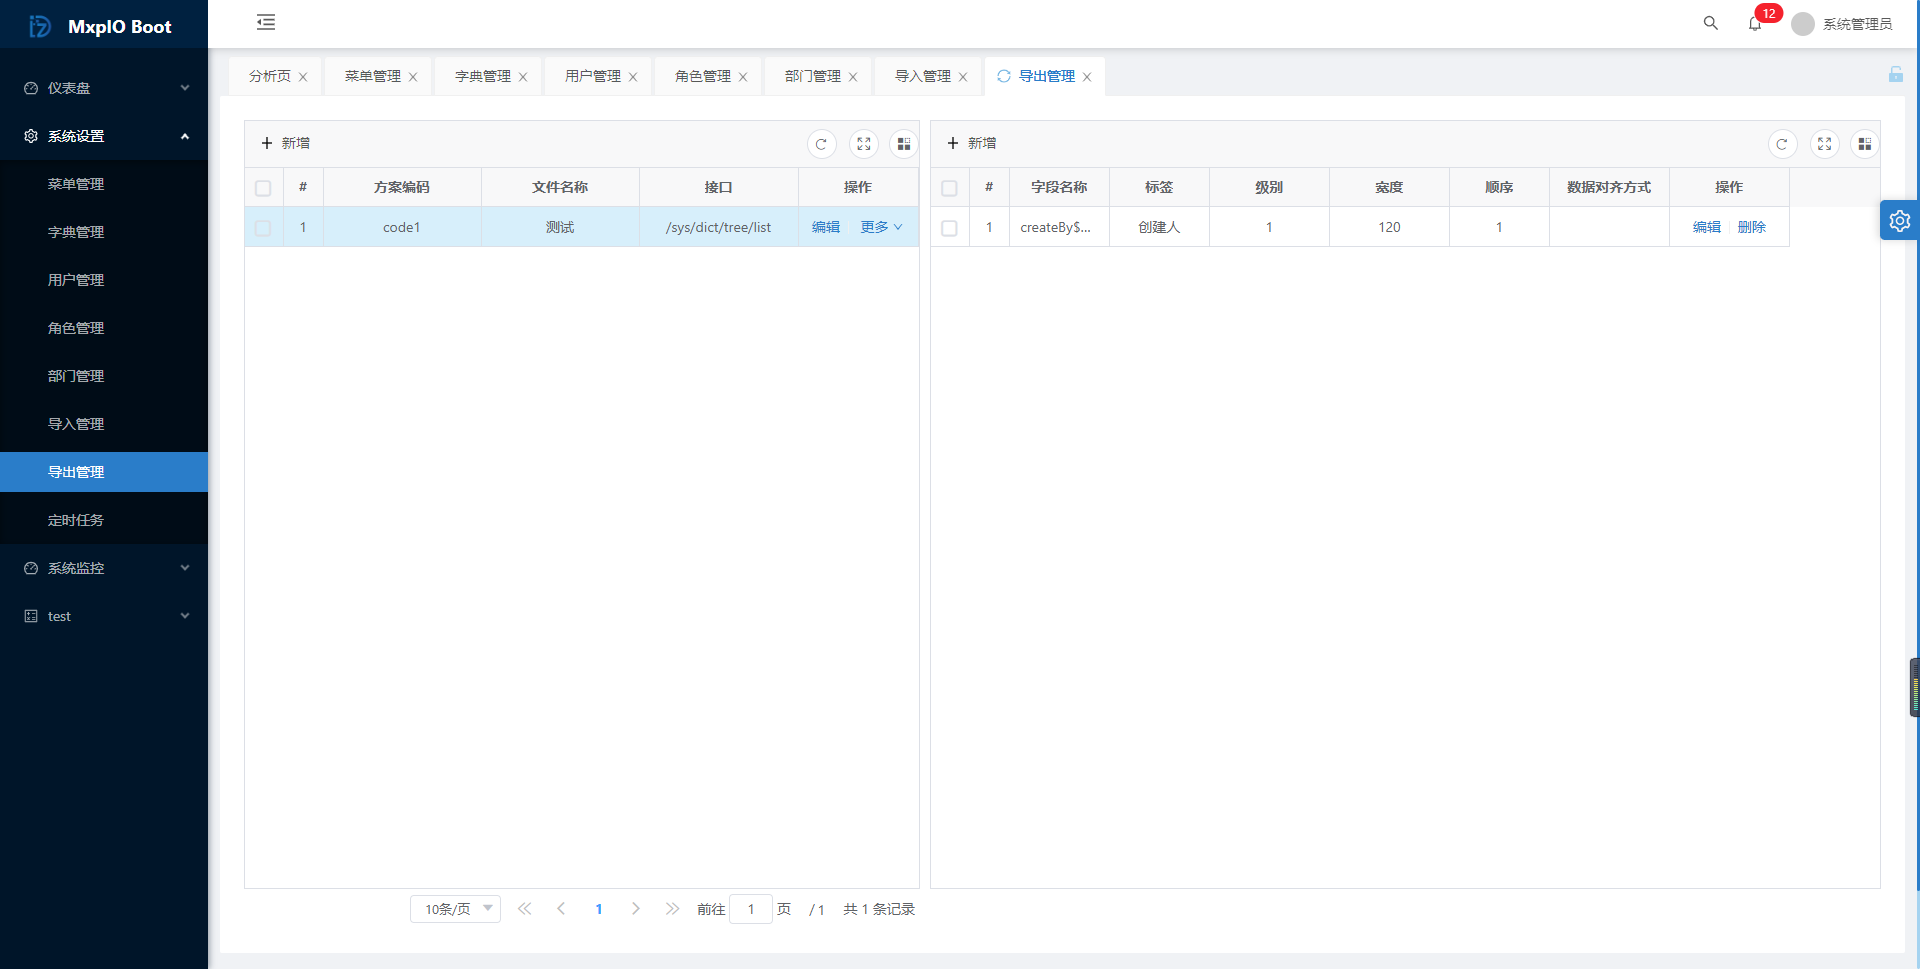 MxpIO Boot
12
系统管理员
仪表盘
系统设置
菜单管理
字典管理
用户管理
角色管理
部门管理
导入管理
导出管理
定时任务
系统监控
test
分析页 菜单管理 字典管理 用户管理 角色管理 部门管理 导入管理 导出管理
新增
# 方案编码 文件名称 接口 操作
1 code1 测试 /sys/dict/tree/list 编辑 更多
10条/页 1 前往 1 页 / 1 共 1 条记录
新增
# 字段名称 标签 级别 宽度 顺序 数据对齐方式 操作
1 createBy$... 创建人 1 120 1 编辑 删除